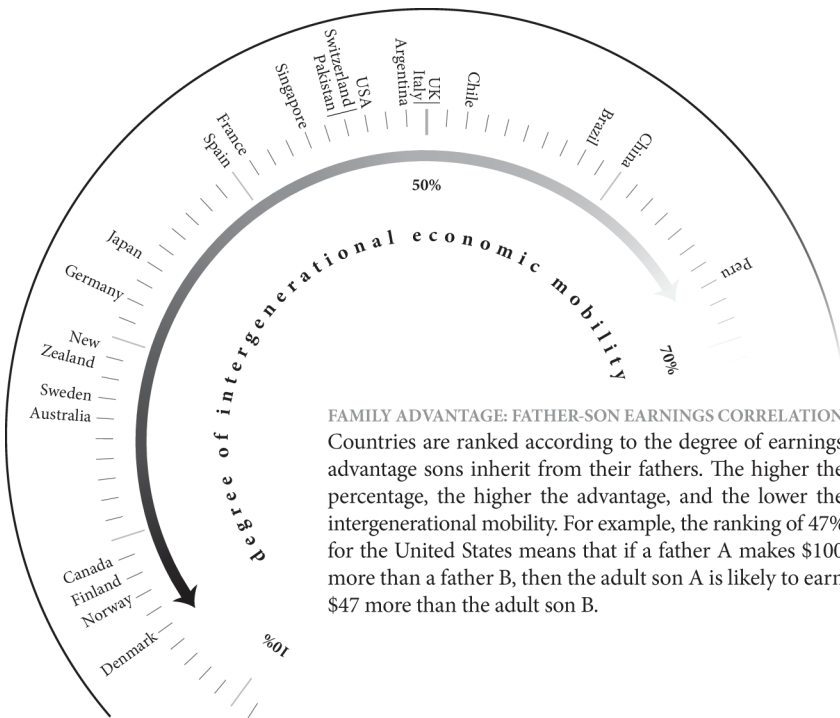 Denmark
Norway
Finland
Canada
Australia
Sweden
New
Zealand
Germany
Japan
Spain
France
Singapore
Pakistan
Switzerland
USA
Argentina
Italy
UK
Chile
Brazil
China
Peru
10%
50%
70%
degree of intergenerational economic mobility
FAMILY ADVANTAGE: FATHER-SON EARNINGS CORRELATION
Countries are ranked according to the degree of earnings
advantage sons inherit from their fathers. The higher the
percentage, the higher the advantage, and the lower the
intergenerational mobility. For example, the ranking of 47%
for the United States means that if a father A makes $100
more than a father B, then the adult son A is likely to earn
$47 more than the adult son B.